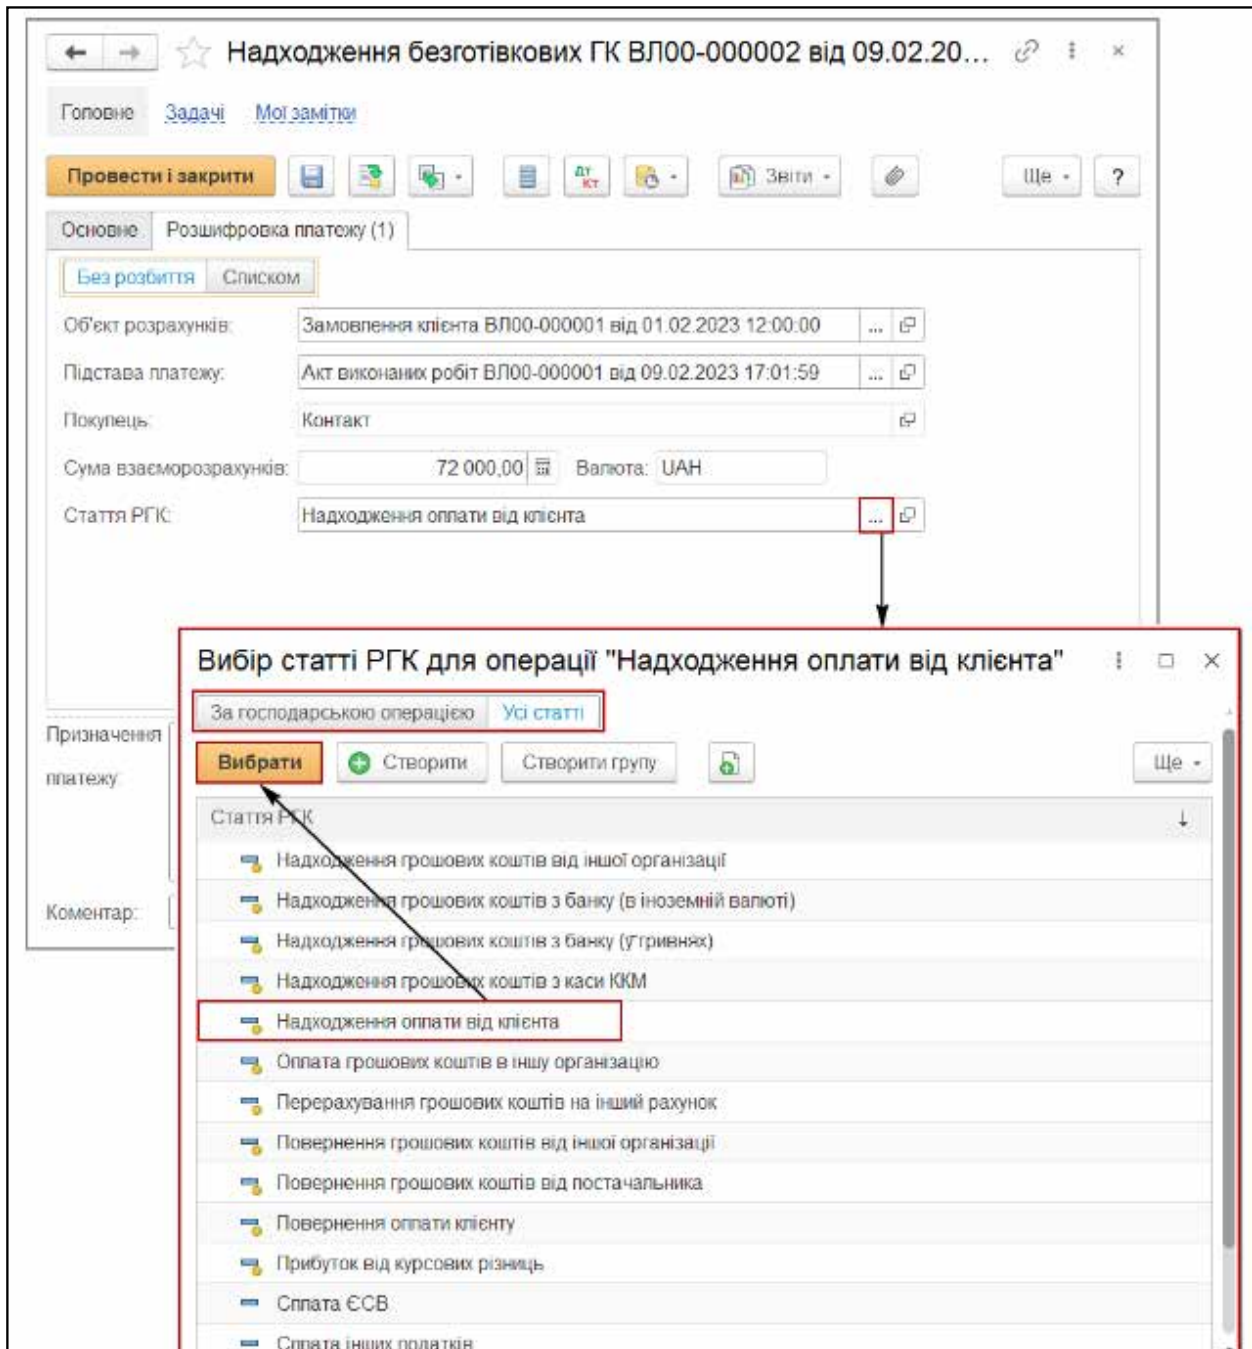 Надходження безготівкових ГК ВЛ00-000002 від 09.02.20...
Головне Задачі Мої замітки
Провести і закрити Дт Кт Звіти Ще ?
Основне Розшифровка платежу (1)
Без розбиття Списком
Об'єкт розрахунків: Замовлення клієнта ВЛ00-000001 від 01.02.2023 12:00:00 ...
Підстава платежу: Акт виконаних робіт ВЛ00-000001 від 09.02.2023 17:01:59 ...
Покупець: Контакт
Сума взаєморозрахунків: 72 000,00 Валюта: UAH
Стаття РГК: Надходження оплати від клієнта ...
Вибір статті РГК для операції "Надходження оплати від клієнта"
За господарською операцією Усі статті
Призначення
платежу
Вибрати Створити Створити групу Ще
Стаття РГК ↓
Надходження грошових коштів від іншої організації
Надходження грошових коштів з банку (в іноземній валюті)
Коментар:
Надходження грошових коштів з банку (у гривнях)
Надходження грошових коштів з каси ККМ
Надходження оплати від клієнта
Оплата грошових коштів в іншу організацію
Перерахування грошових коштів на інший рахунок
Повернення грошових коштів від іншої організації
Повернення грошових коштів від постачальника
Повернення оплати клієнту
Прибуток від курсових різниць
Сплата ЄСВ
Сплата інших податків